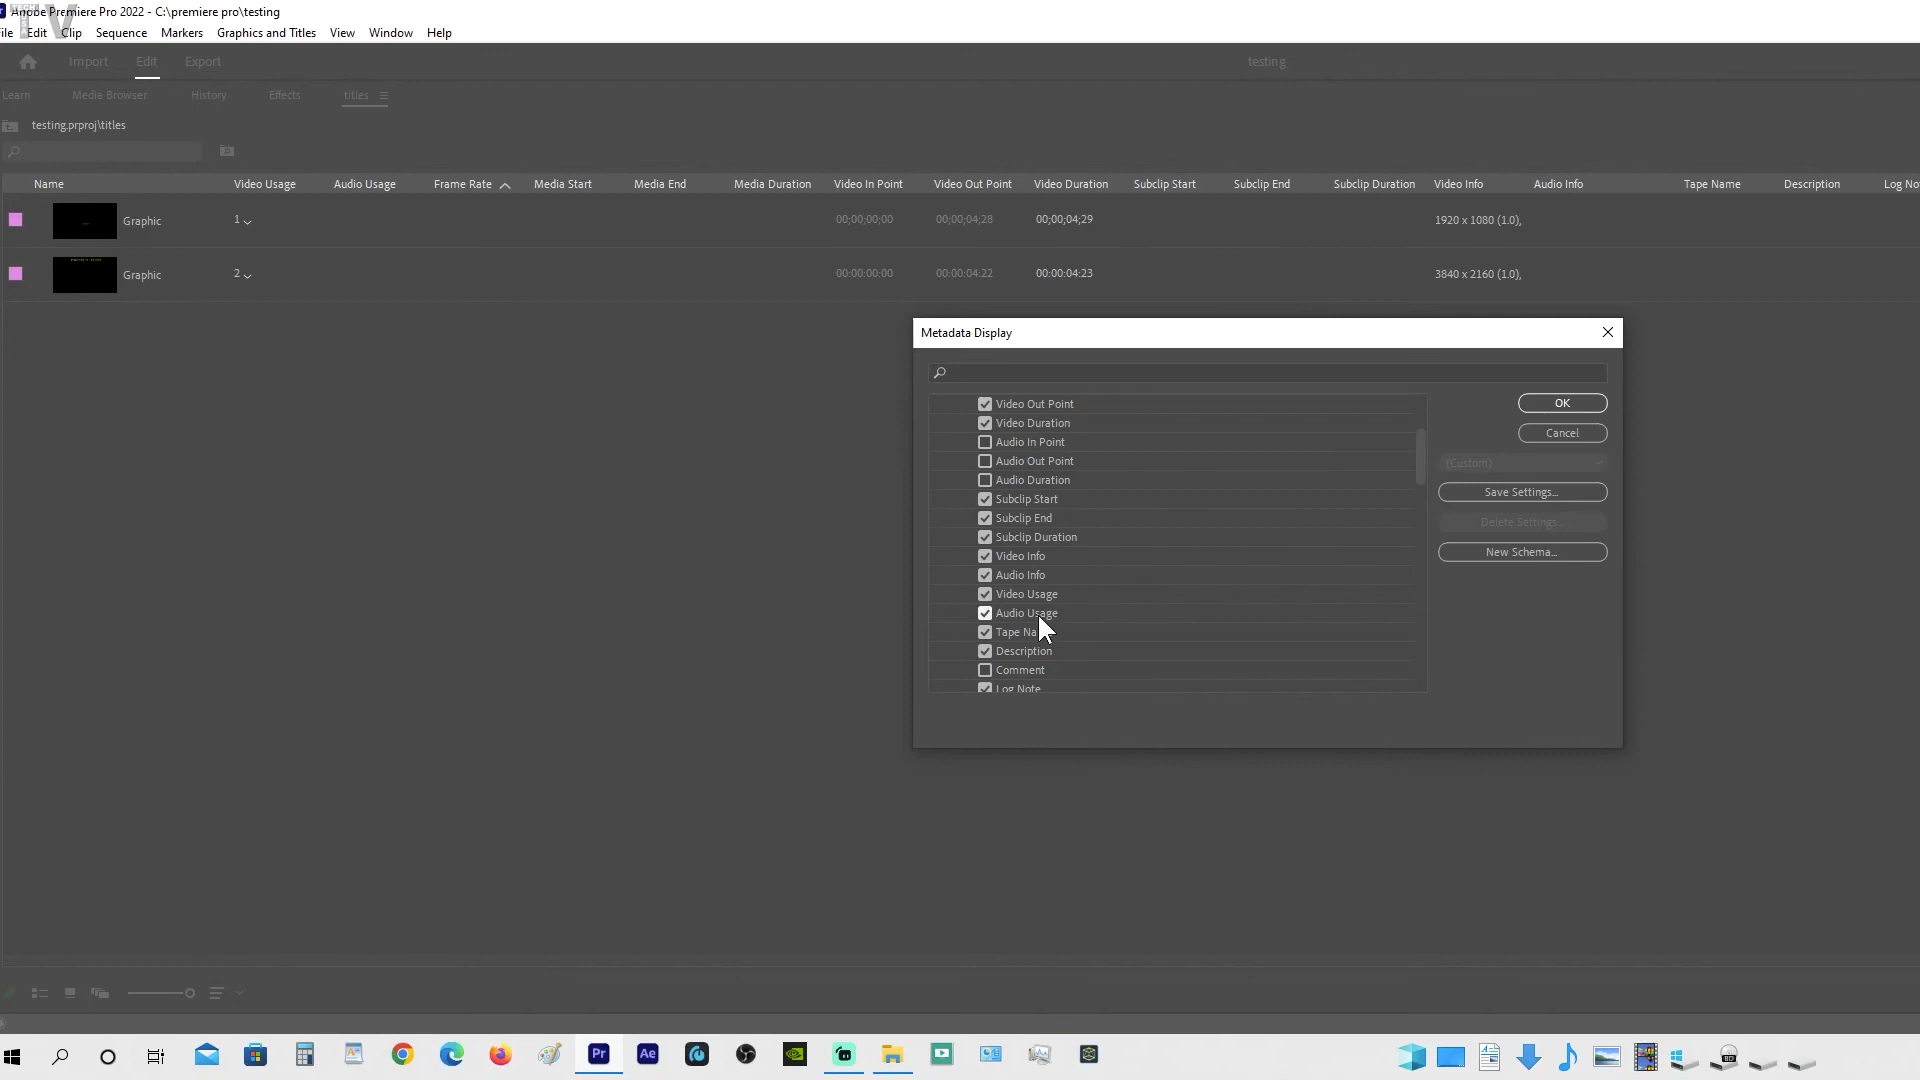 Adobe Premiere Pro 2022 - C:\premiere pro\testing
ile Edit Clip Sequence Markers Graphics and Titles View Window Help
Import Edit Export testing
Learn Media Browser History Effects titles
testing.prproj\titles
Name Video Usage Audio Usage Frame Rate Media Start Media End Media Duration Video In Point Video Out Point Video Duration Subclip Start Subclip End Subclip Duration Video Info Audio Info Tape Name Description Log No
Graphic 1 00;00;00;00 00;00;04;28 00;00;04;29 1920 x 1080 (1.0),
Graphic 2 00:00:00:00 00:00:04:22 00:00:04:23 3840 x 2160 (1.0),
Metadata Display
Video Out Point
Video Duration
Audio In Point
Audio Out Point
Audio Duration
Subclip Start
Subclip End
Subclip Duration
Video Info
Audio Info
Video Usage
Audio Usage
Tape Na
Description
Comment
Log Note
OK
Cancel
(Custom)
Save Settings...
Delete Settings...
New Schema...
Pr Ae
BD